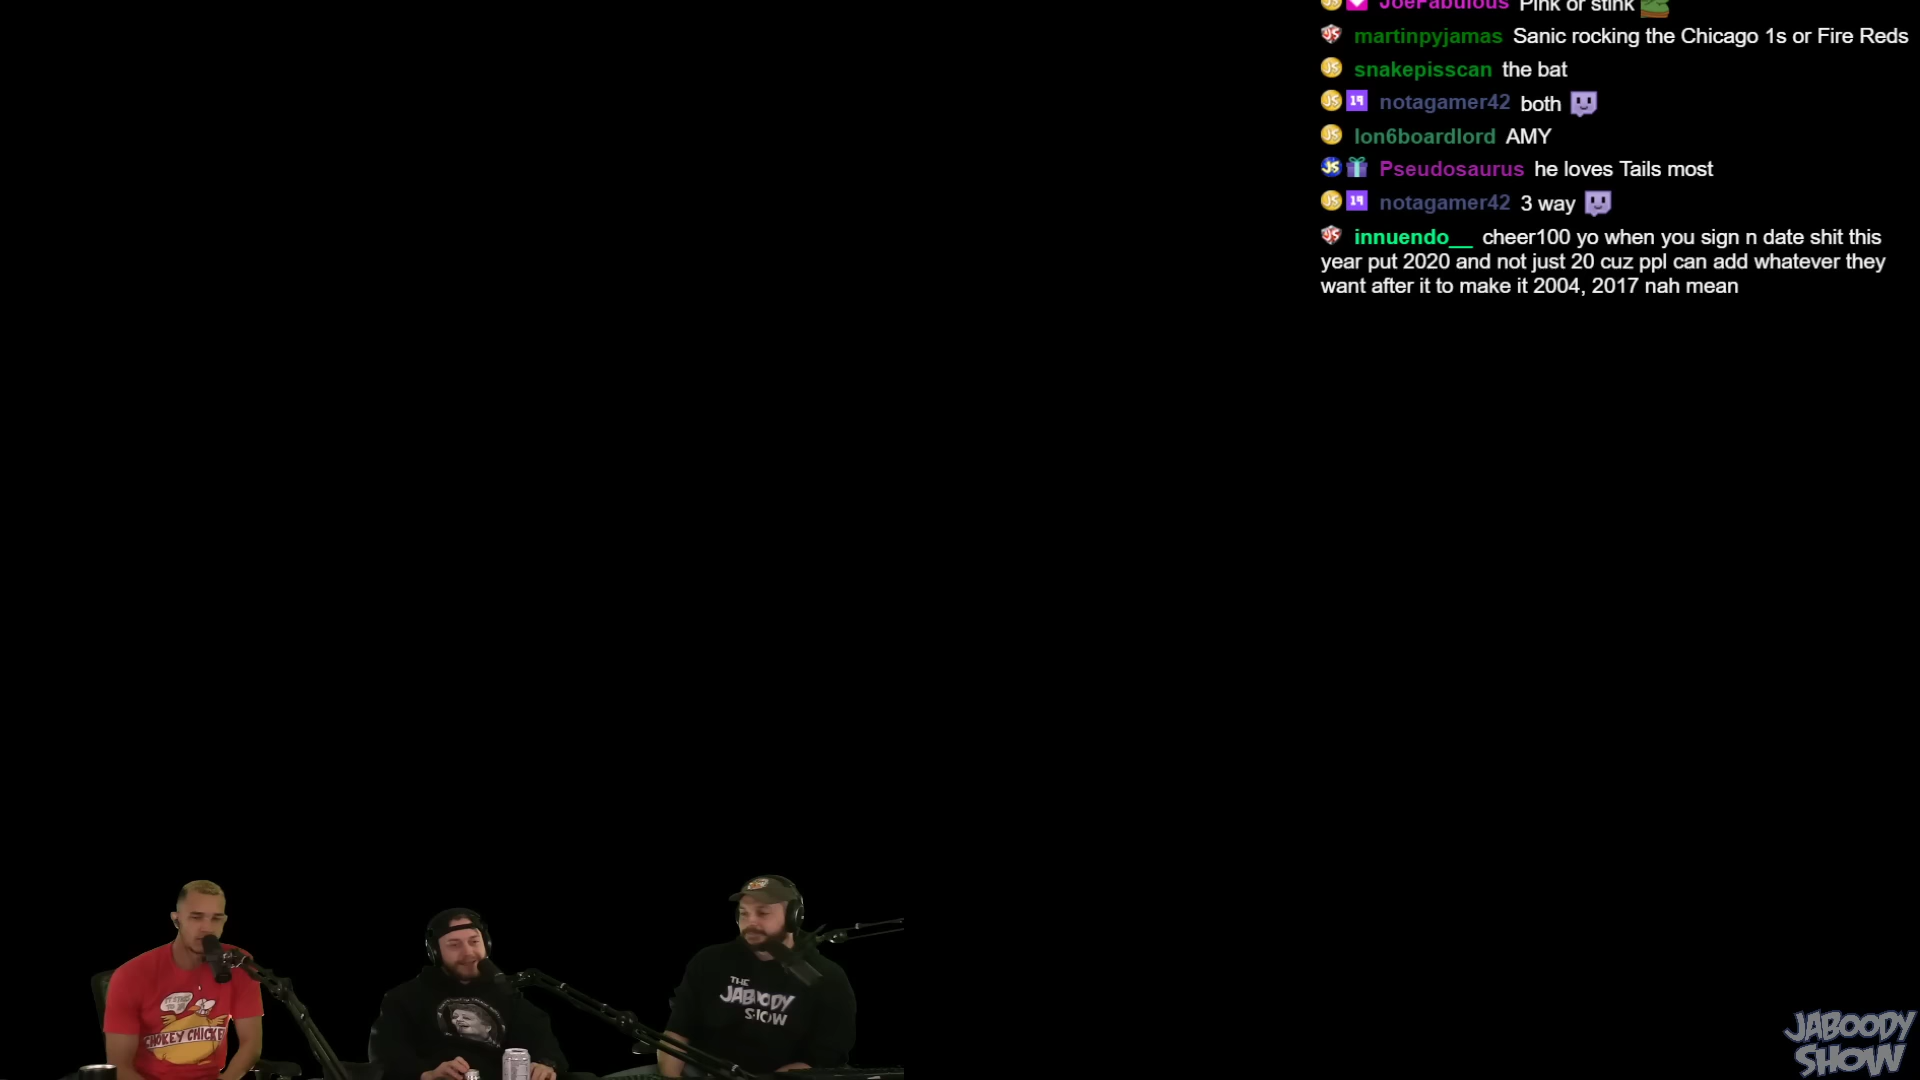 JoeFabulous Pink or stink
martinpyjamas Sanic rocking the Chicago 1s or Fire Reds
snakepisscan the bat
19 notagamer42 both
lon6boardlord AMY
Pseudosaurus he loves Tails most
19 notagamer42 3 way
innuendo__ cheer100 yo when you sign n date shit this
year put 2020 and not just 20 cuz ppl can add whatever they
want after it to make it 2004, 2017 nah mean
THE
JABOODY
SHOW
JABOODY
SHOW